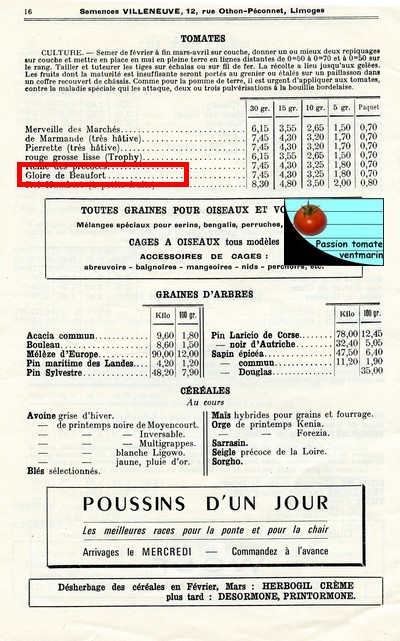 16 Semences VILLENEUVE, 12, rue Othon-Péconnet, Limoges
TOMATES
CULTURE. — Semer de février à fin mars-avril sur couche, donner un ou mieux deux repiquages
sur couche et mettre en place en mai en pleine terre en lignes distantes de 0=50 à 0=70 et à 0=50 sur
le rang. Tailler et tuteurer les tiges sur échalas ou sur fil de fer. La récolte a lieu jusqu'aux gelées.
Les fruits dont la maturité est insuffisante seront portés au grenier ou étalés sur un paillasson dans
un coffre recouvert de châssis. Comme pour la pomme de terre, il est urgent d'appliquer aux tomates,
contre la maladie spéciale qui les attaque, deux ou trois pulvérisations à la bouillie bordelaise.
30 gr. 15 gr. 10 gr. 5 gr. Paquet
Merveille des Marchés 6,15 3,55 2,65 1,50 0,70
de Marmande (très hâtive) 7,45 4,30 3,20 1,70 0,70
Pierrette (très hâtive) 7,45 4,30 3,20 1,70 0,70
rouge grosse lisse (Trophy) 6,15 3,55 2,65 1,50 0,70
7,45 4,30 3,25 1,80 0,70
Gloire de Beaufort 7,45 4,30 3,25 1,80 0,70
8,30 4,80 3,50 2,00 0,80
TOUTES GRAINES POUR OISEAUX ET
Mélanges spéciaux pour serins, bengalis, perruches,
CAGES A OISEAUX tous modèles
ACCESSOIRES DE CAGES :
abreuvoirs - baignoires - mangeoires - nids - perchoirs, etc.
Passion tomate
ventmarin
GRAINES D'ARBRES
Kilo 100 gr. Kilo 100 gr.
Acacia commun 9,60 1,80
Bouleau 8,60 1,50
Mélèze d'Europe 90,00 12,00
Pin maritime des Landes 4,20 1,20
Pin Sylvestre 48,20 7,90
Pin Laricio de Corse 78,00 12,45
— noir d'Autriche 32,40 5,05
Sapin épicéa 47,50 6,40
— commun 11,20 1,90
— Douglas 35,00
CÉRÉALES
Au cours
Avoine grise d'hiver.
— de printemps noire de Moyencourt.
— — Inversable.
— — Multigrappes.
— blanche Ligowo.
— jaune, pluie d'or.
Blés sélectionnés.
Maïs hybrides pour grains et fourrage.
Orge de printemps Kenia.
— — Forezia.
Sarrasin.
Seigle précoce de la Loire.
Sorgho.
POUSSINS D'UN JOUR
Les meilleures races pour la ponte et pour la chair
Arrivages le MERCREDI — Commandez à l'avance
Désherbage des céréales en Février, Mars : HERBOGIL CRÈME
plus tard : DESORMONE, PRINTORMONE.